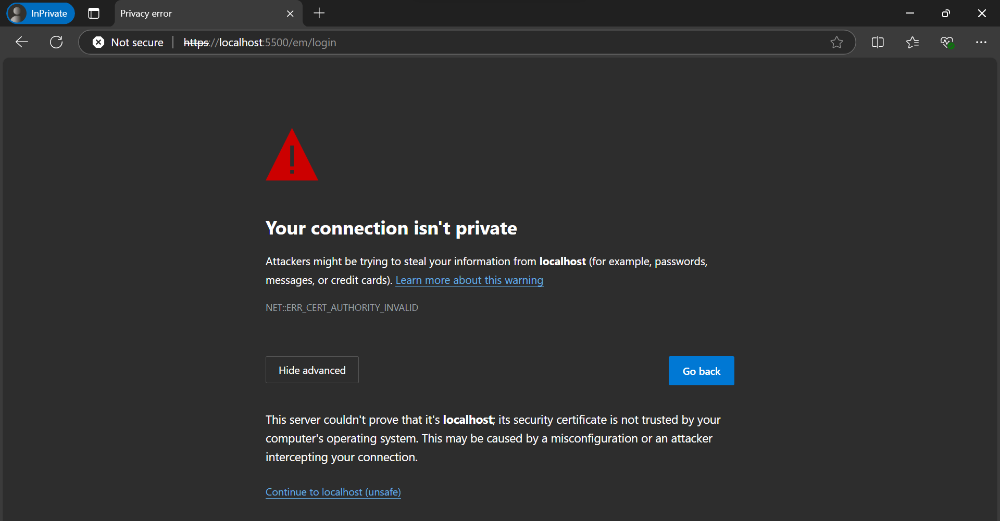 InPrivate
Privacy error
Not secure
https://localhost:5500/em/login
Your connection isn't private
Attackers might be trying to steal your information from localhost (for example, passwords,
messages, or credit cards). Learn more about this warning
NET::ERR_CERT_AUTHORITY_INVALID
Hide advanced
Go back
This server couldn't prove that it's localhost; its security certificate is not trusted by your
computer's operating system. This may be caused by a misconfiguration or an attacker
intercepting your connection.
Continue to localhost (unsafe)